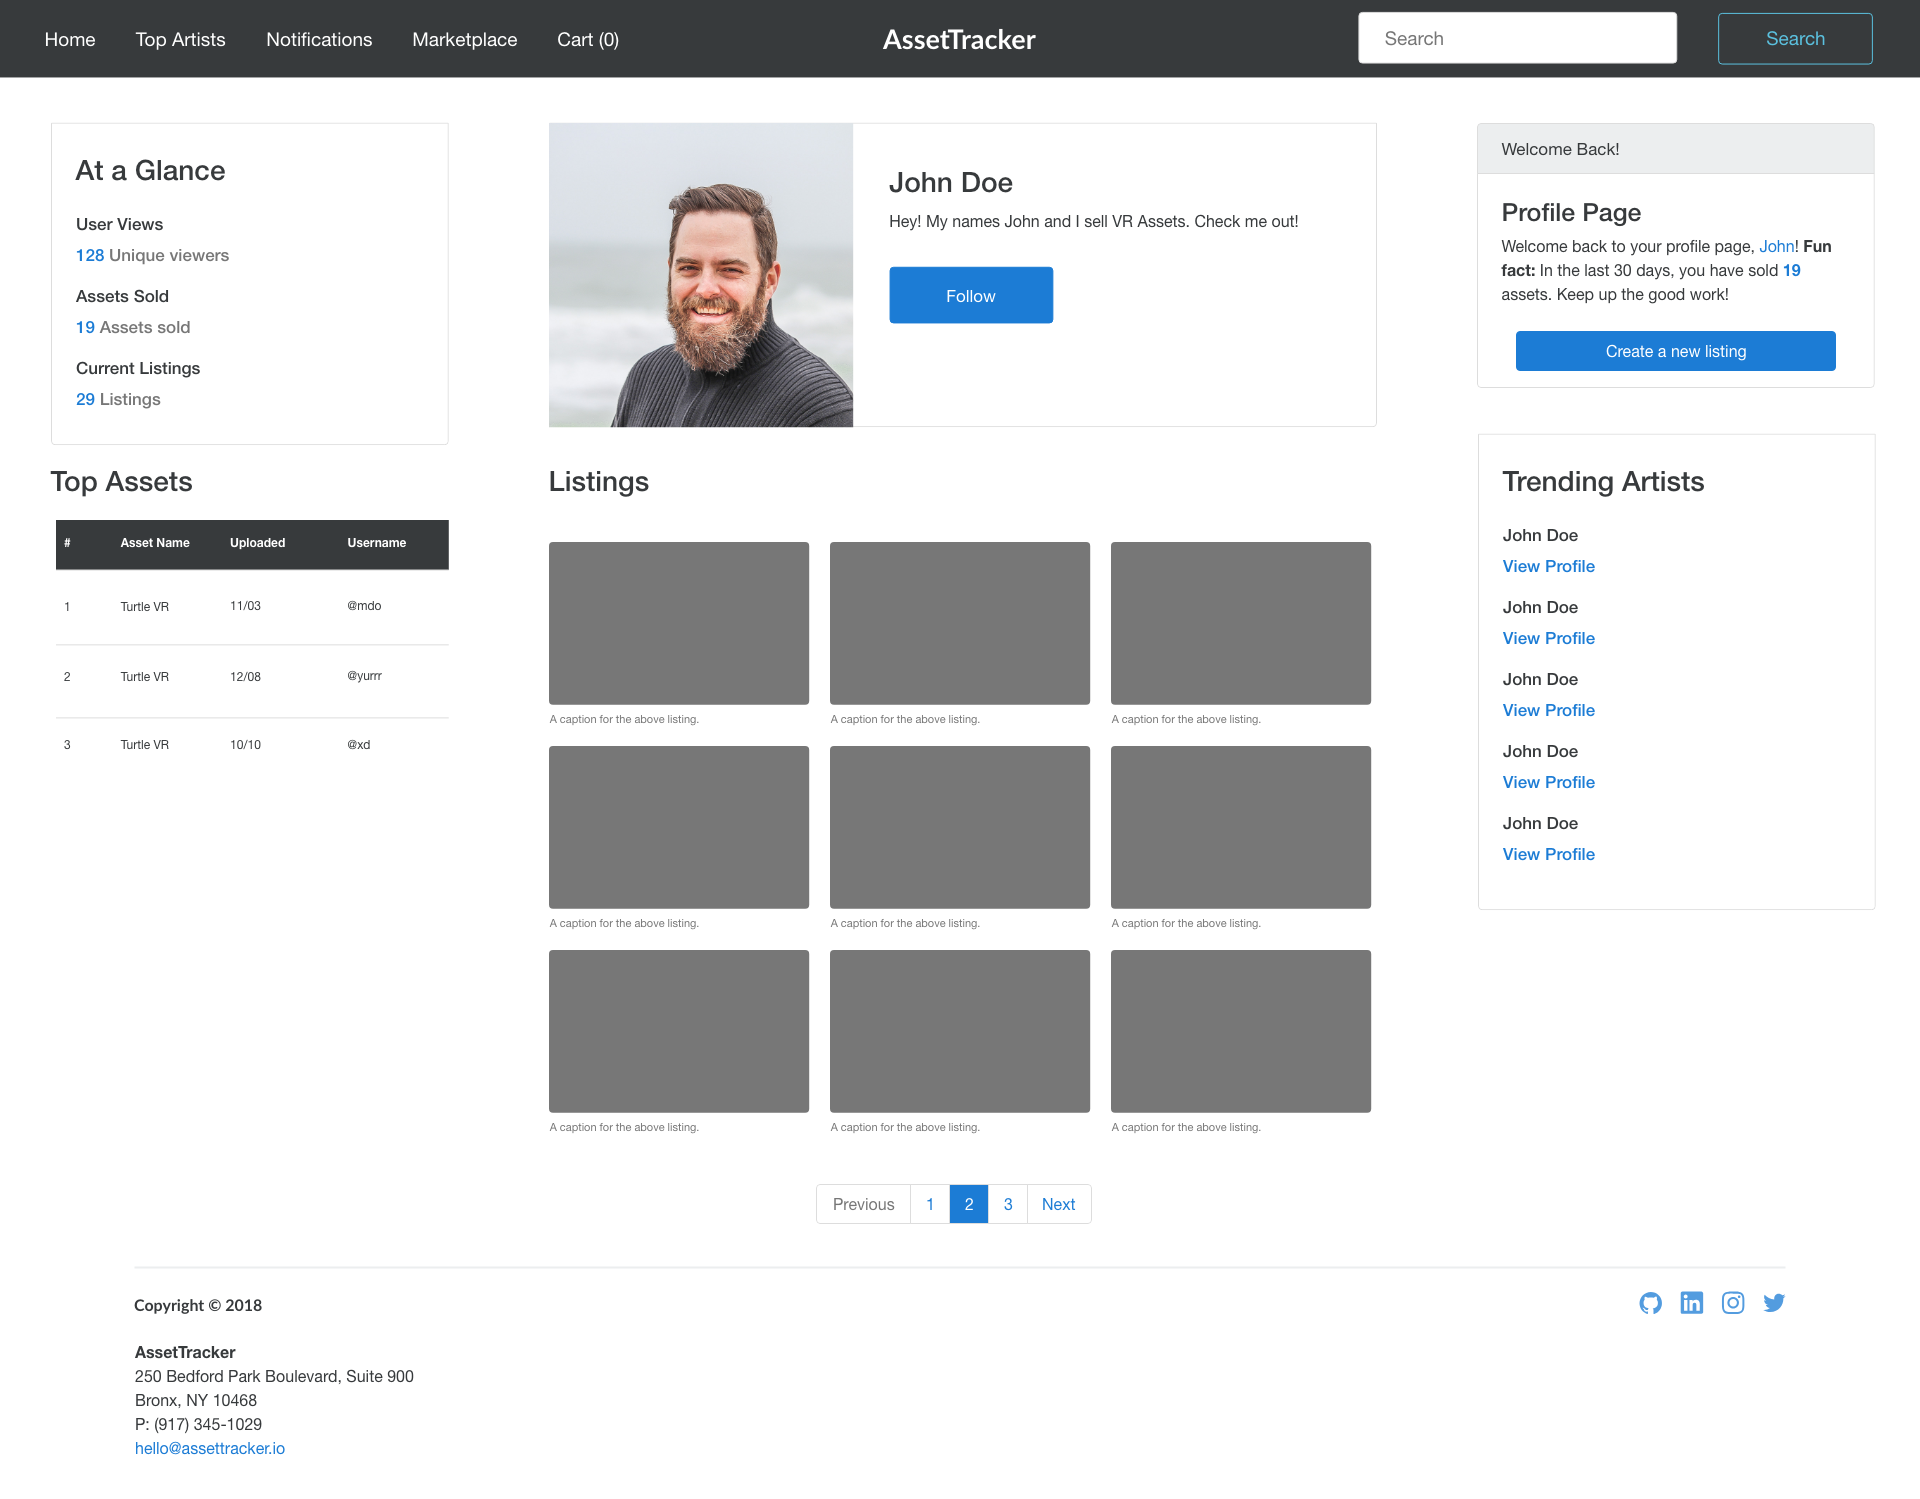 Home
Top Artists
Notifications
Marketplace
Cart (0)
AssetTracker
Search
Search
At a Glance
User Views
128 Unique viewers
Assets Sold
19 Assets sold
Current Listings
29 Listings
Top Assets
# Asset Name Uploaded Username
1 Turtle VR 11/03 @mdo
2 Turtle VR 12/08 @yurrr
3 Turtle VR 10/10 @xd
John Doe
Hey! My names John and I sell VR Assets. Check me out!
Follow
Listings
A caption for the above listing.
A caption for the above listing.
A caption for the above listing.
A caption for the above listing.
A caption for the above listing.
A caption for the above listing.
A caption for the above listing.
A caption for the above listing.
A caption for the above listing.
Previous 1 2 3 Next
Welcome Back!
Profile Page
Welcome back to your profile page, John! Fun
fact: In the last 30 days, you have sold 19
assets. Keep up the good work!
Create a new listing
Trending Artists
John Doe
View Profile
John Doe
View Profile
John Doe
View Profile
John Doe
View Profile
John Doe
View Profile
Copyright © 2018
AssetTracker
250 Bedford Park Boulevard, Suite 900
Bronx, NY 10468
P: (917) 345-1029
hello@assettracker.io